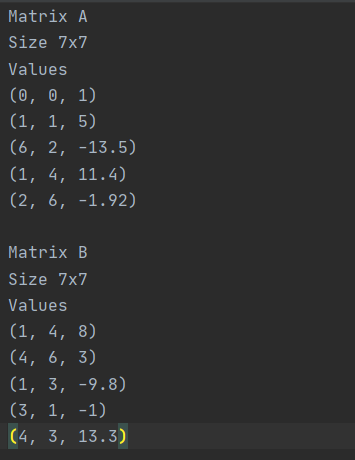 Matrix A
Size 7x7
Values
(0, 0, 1)
(1, 1, 5)
(6, 2, -13.5)
(1, 4, 11.4)
(2, 6, -1.92)

Matrix B
Size 7x7
Values
(1, 4, 8)
(4, 6, 3)
(1, 3, -9.8)
(3, 1, -1)
(4, 3, 13.3)